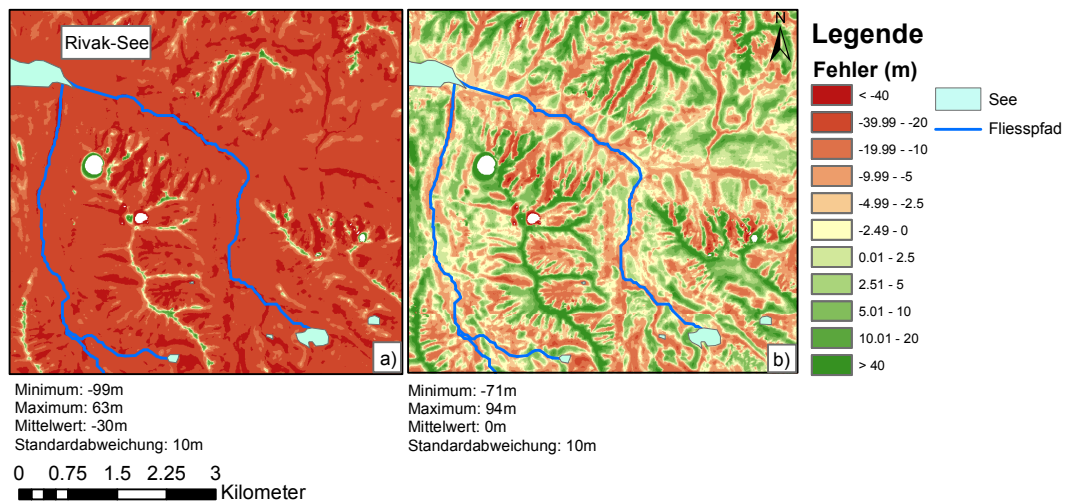 Rivak-See
a)
N
b)
Minimum: -99m
Maximum: 63m
Mittelwert: -30m
Standardabweichung: 10m
Minimum: -71m
Maximum: 94m
Mittelwert: 0m
Standardabweichung: 10m
0 0.75 1.5 2.25 3
Kilometer
Legende
Fehler (m)
< -40
-39.99 - -20
-19.99 - -10
-9.99 - -5
-4.99 - -2.5
-2.49 - 0
0.01 - 2.5
2.51 - 5
5.01 - 10
10.01 - 20
> 40
See
Fliesspfad